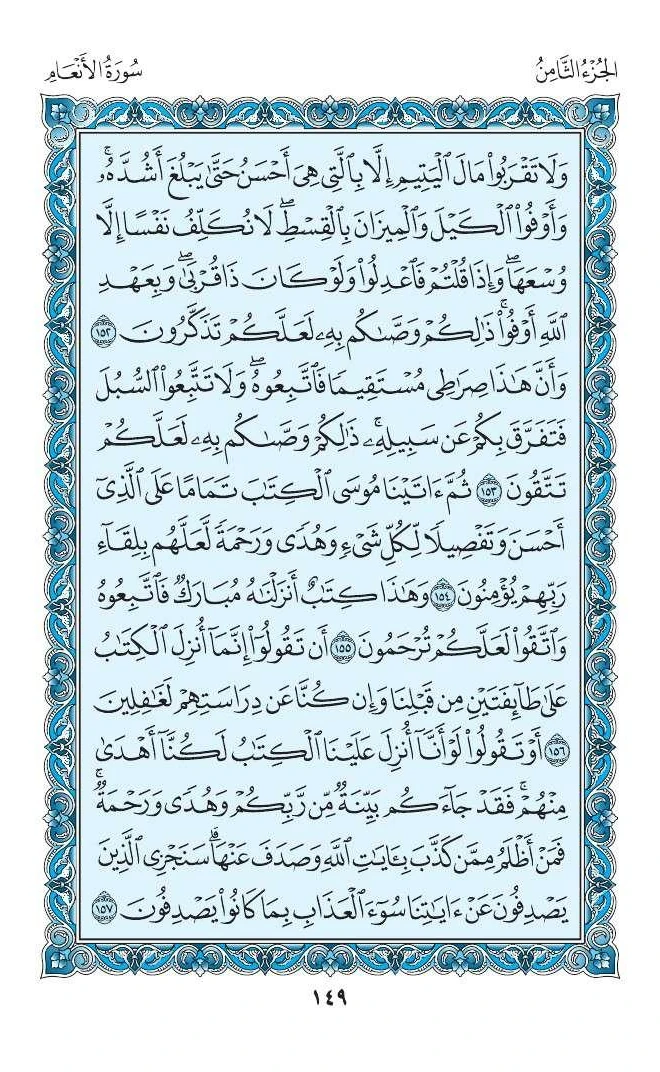 الجُزْءُ الثَّامِنُ
سُورَةُ الأَنْعَامِ
وَلَا تَقْرَبُوا۟ مَالَ ٱلْيَتِيمِ إِلَّا بِٱلَّتِى هِىَ أَحْسَنُ حَتَّىٰ يَبْلُغَ أَشُدَّهُۥ ۚ
وَأَوْفُوا۟ ٱلْكَيْلَ وَٱلْمِيزَانَ بِٱلْقِسْطِ ۖ لَا نُكَلِّفُ نَفْسًا إِلَّا
وُسْعَهَا ۖ وَإِذَا قُلْتُمْ فَٱعْدِلُوا۟ وَلَوْ كَانَ ذَا قُرْبَىٰ ۖ وَبِعَهْدِ
ٱللَّهِ أَوْفُوا۟ ۚ ذَٰلِكُمْ وَصَّىٰكُم بِهِۦ لَعَلَّكُمْ تَذَكَّرُونَ ١٥٢
وَأَنَّ هَٰذَا صِرَٰطِى مُسْتَقِيمًا فَٱتَّبِعُوهُ ۖ وَلَا تَتَّبِعُوا۟ ٱلسُّبُلَ
فَتَفَرَّقَ بِكُمْ عَن سَبِيلِهِۦ ۚ ذَٰلِكُمْ وَصَّىٰكُم بِهِۦ لَعَلَّكُمْ
تَتَّقُونَ ١٥٣ ثُمَّ ءَاتَيْنَا مُوسَى ٱلْكِتَٰبَ تَمَامًا عَلَى ٱلَّذِىٓ
أَحْسَنَ وَتَفْصِيلًا لِّكُلِّ شَىْءٍ وَهُدًى وَرَحْمَةً لَّعَلَّهُم بِلِقَآءِ
رَبِّهِمْ يُؤْمِنُونَ ١٥٤ وَهَٰذَا كِتَٰبٌ أَنزَلْنَٰهُ مُبَارَكٌ فَٱتَّبِعُوهُ
وَٱتَّقُوا۟ لَعَلَّكُمْ تُرْحَمُونَ ١٥٥ أَن تَقُولُوٓا۟ إِنَّمَآ أُنزِلَ ٱلْكِتَٰبُ
عَلَىٰ طَآئِفَتَيْنِ مِن قَبْلِنَا وَإِن كُنَّا عَن دِرَاسَتِهِمْ لَغَٰفِلِينَ
١٥٦ أَوْ تَقُولُوا۟ لَوْ أَنَّآ أُنزِلَ عَلَيْنَا ٱلْكِتَٰبُ لَكُنَّآ أَهْدَىٰ
مِنْهُمْ ۚ فَقَدْ جَآءَكُم بَيِّنَةٌ مِّن رَّبِّكُمْ وَهُدًى وَرَحْمَةٌ ۚ
فَمَنْ أَظْلَمُ مِمَّن كَذَّبَ بِـَٔايَٰتِ ٱللَّهِ وَصَدَفَ عَنْهَا ۗ سَنَجْزِى ٱلَّذِينَ
يَصْدِفُونَ عَنْ ءَايَٰتِنَا سُوٓءَ ٱلْعَذَابِ بِمَا كَانُوا۟ يَصْدِفُونَ ١٥٧
١٤٩